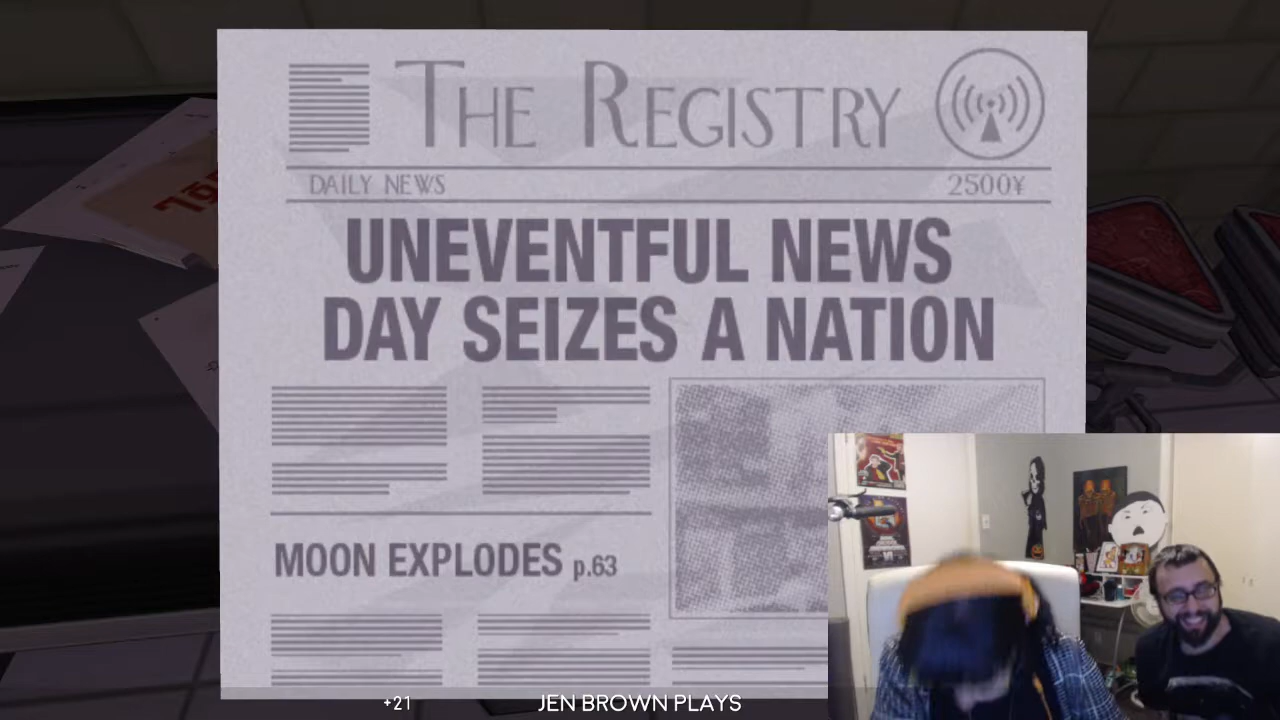 THE REGISTRY
DAILY NEWS
2500¥
UNEVENTFUL NEWS
DAY SEIZES A NATION
MOON EXPLODES p.63
+21
JEN BROWN PLAYS